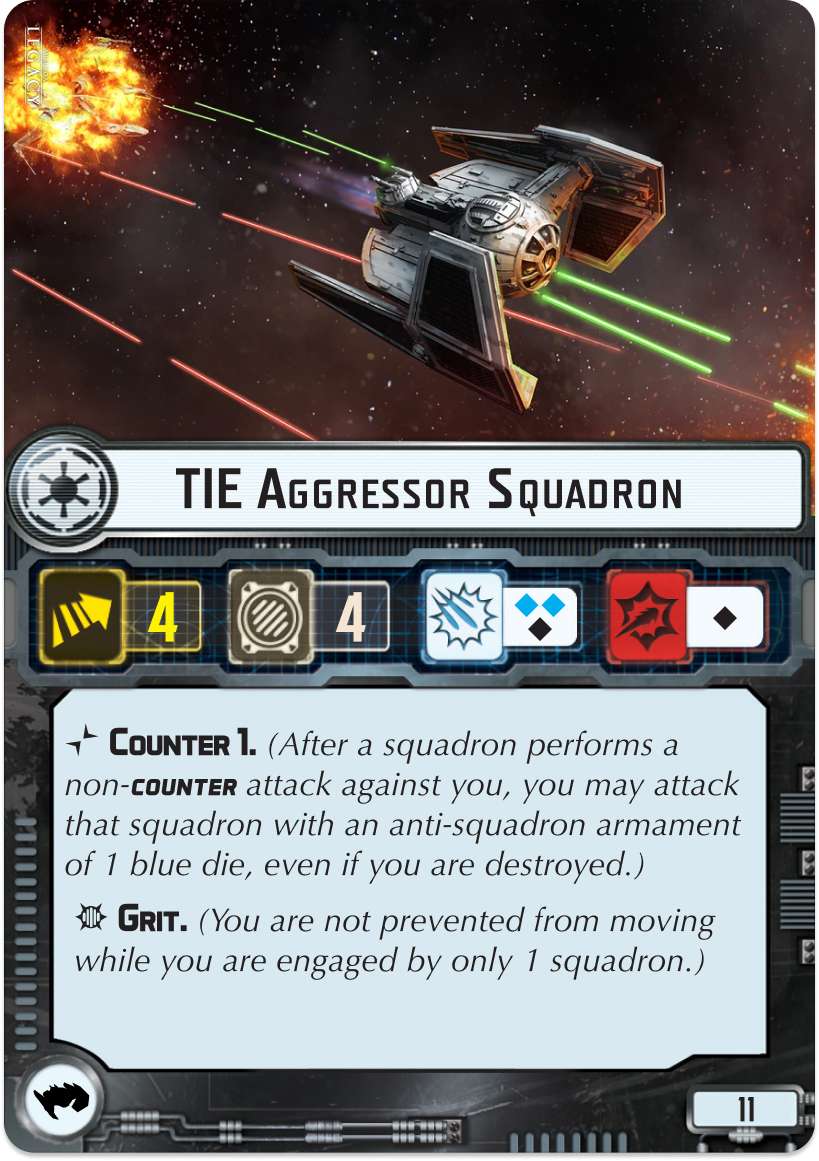 LEGACY
TIE AGGRESSOR SQUADRON
4 4
COUNTER 1. (After a squadron performs a
non-COUNTER attack against you, you may attack
that squadron with an anti-squadron armament
of 1 blue die, even if you are destroyed.)
GRIT. (You are not prevented from moving
while you are engaged by only 1 squadron.)
11